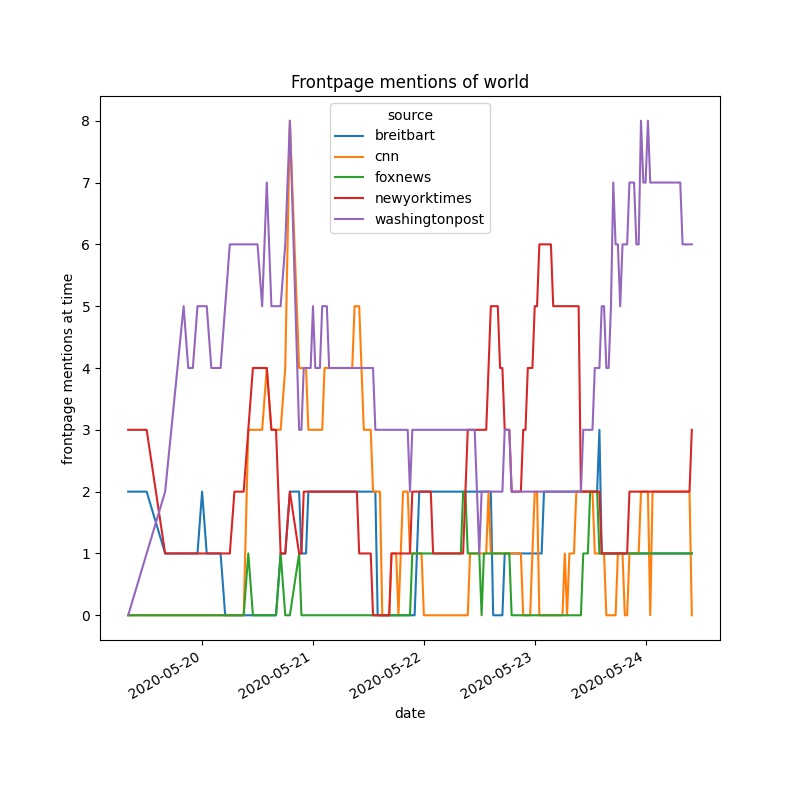 Frontpage mentions of world
source
breitbart
cnn
foxnews
newyorktimes
washingtonpost
frontpage mentions at time
8
7
6
5
4
3
2
1
0
2020-05-20
2020-05-21
2020-05-22
2020-05-23
2020-05-24
date